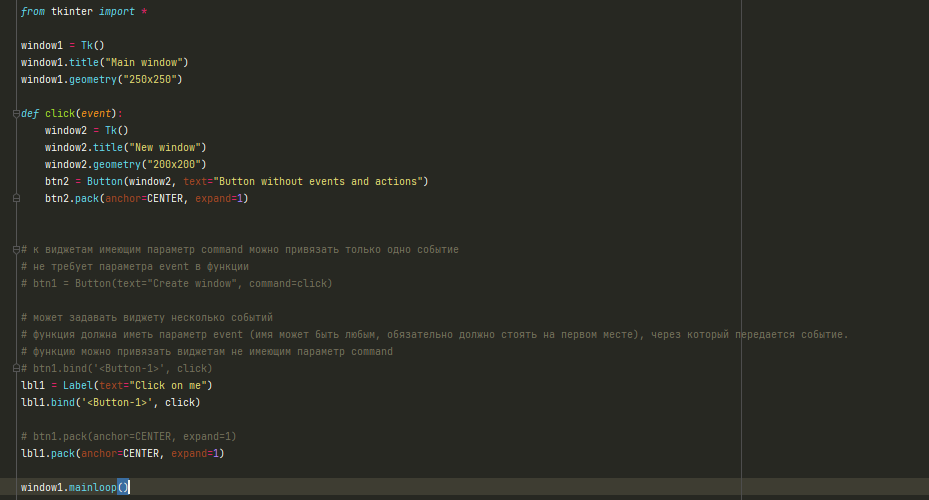 from tkinter import *
window1 = Tk()
window1.title("Main window")
window1.geometry("250x250")
def click(event):
    window2 = Tk()
    window2.title("New window")
    window2.geometry("200x200")
    btn2 = Button(window2, text="Button without events and actions")
    btn2.pack(anchor=CENTER, expand=1)
# к виджетам имеющим параметр command можно привязать только одно событие
# не требует параметра event в функции
# btn1 = Button(text="Create window", command=click)
# может задавать виджету несколько событий
# функция должна иметь параметр event (имя может быть любым, обязательно должно стоять на первом месте), через который передается событие.
# функцию можно привязать виджетам не имеющим параметр command
# btn1.bind('<Button-1>', click)
lbl1 = Label(text="Click on me")
lbl1.bind('<Button-1>', click)
# btn1.pack(anchor=CENTER, expand=1)
lbl1.pack(anchor=CENTER, expand=1)
window1.mainloop()